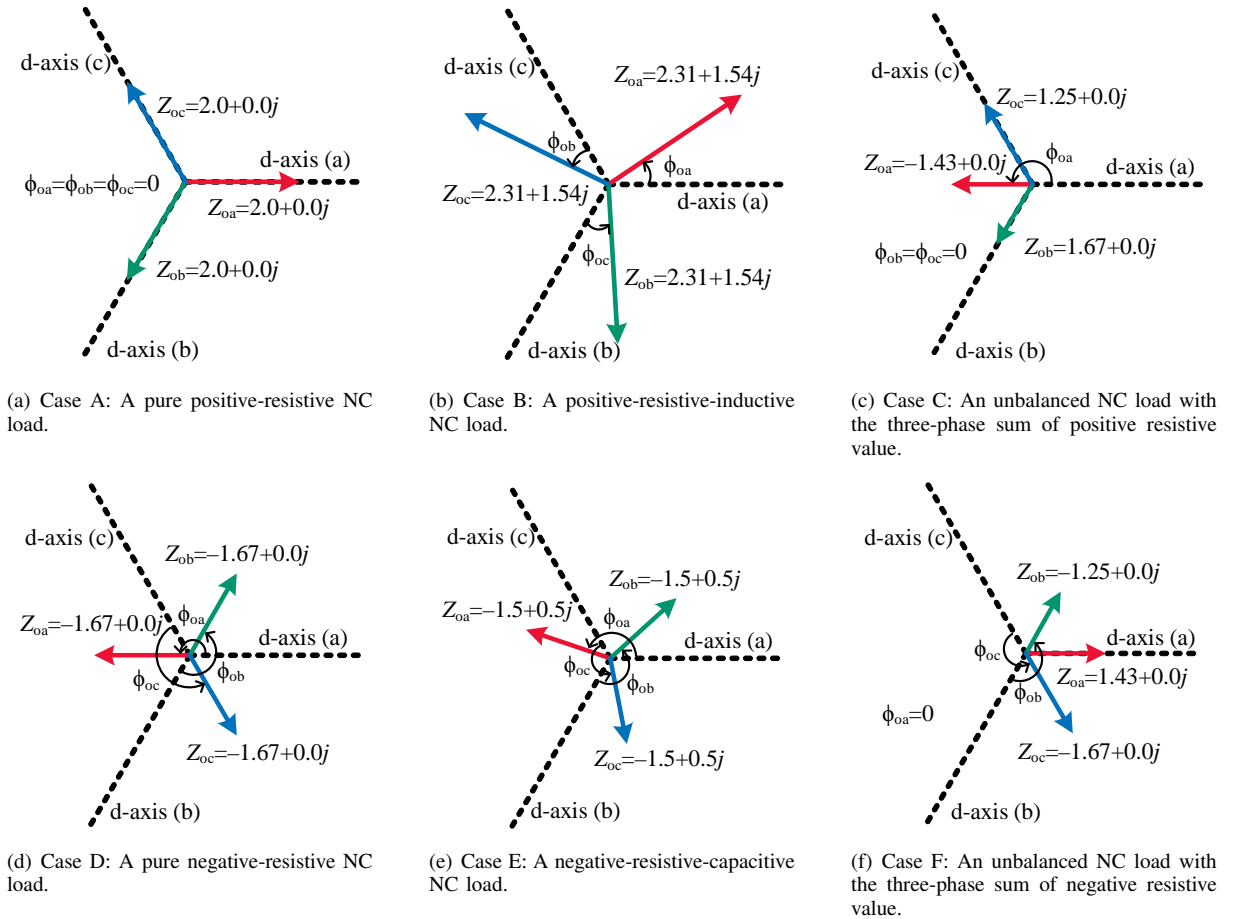 d-axis (c)
Zoc=2.0+0.0j
d-axis (a)
ϕoa=ϕob=ϕoc=0
Zoa=2.0+0.0j
Zob=2.0+0.0j
d-axis (b)
(a) Case A: A pure positive-resistive NC
load.
d-axis (c)
Zoa=2.31+1.54j
ϕob
ϕoa
Zoc=2.31+1.54j
d-axis (a)
ϕoc
Zob=2.31+1.54j
d-axis (b)
(b) Case B: A positive-resistive-inductive
NC load.
d-axis (c)
Zoc=1.25+0.0j
Zoa=–1.43+0.0j
ϕoa
d-axis (a)
ϕob=ϕoc=0
Zob=1.67+0.0j
d-axis (b)
(c) Case C: An unbalanced NC load with
the three-phase sum of positive resistive
value.
d-axis (c)
Zob=–1.67+0.0j
Zoa=–1.67+0.0j
ϕoa
d-axis (a)
ϕoc
ϕob
Zoc=–1.67+0.0j
d-axis (b)
(d) Case D: A pure negative-resistive NC
load.
d-axis (c)
Zob=–1.5+0.5j
Zoa=–1.5+0.5j
ϕoa
d-axis (a)
ϕoc
ϕob
Zoc=–1.5+0.5j
d-axis (b)
(e) Case E: A negative-resistive-capacitive
NC load.
d-axis (c)
Zob=–1.25+0.0j
d-axis (a)
ϕoc
Zoa=1.43+0.0j
ϕob
ϕoa=0
Zoc=–1.67+0.0j
d-axis (b)
(f) Case F: An unbalanced NC load with
the three-phase sum of negative resistive
value.